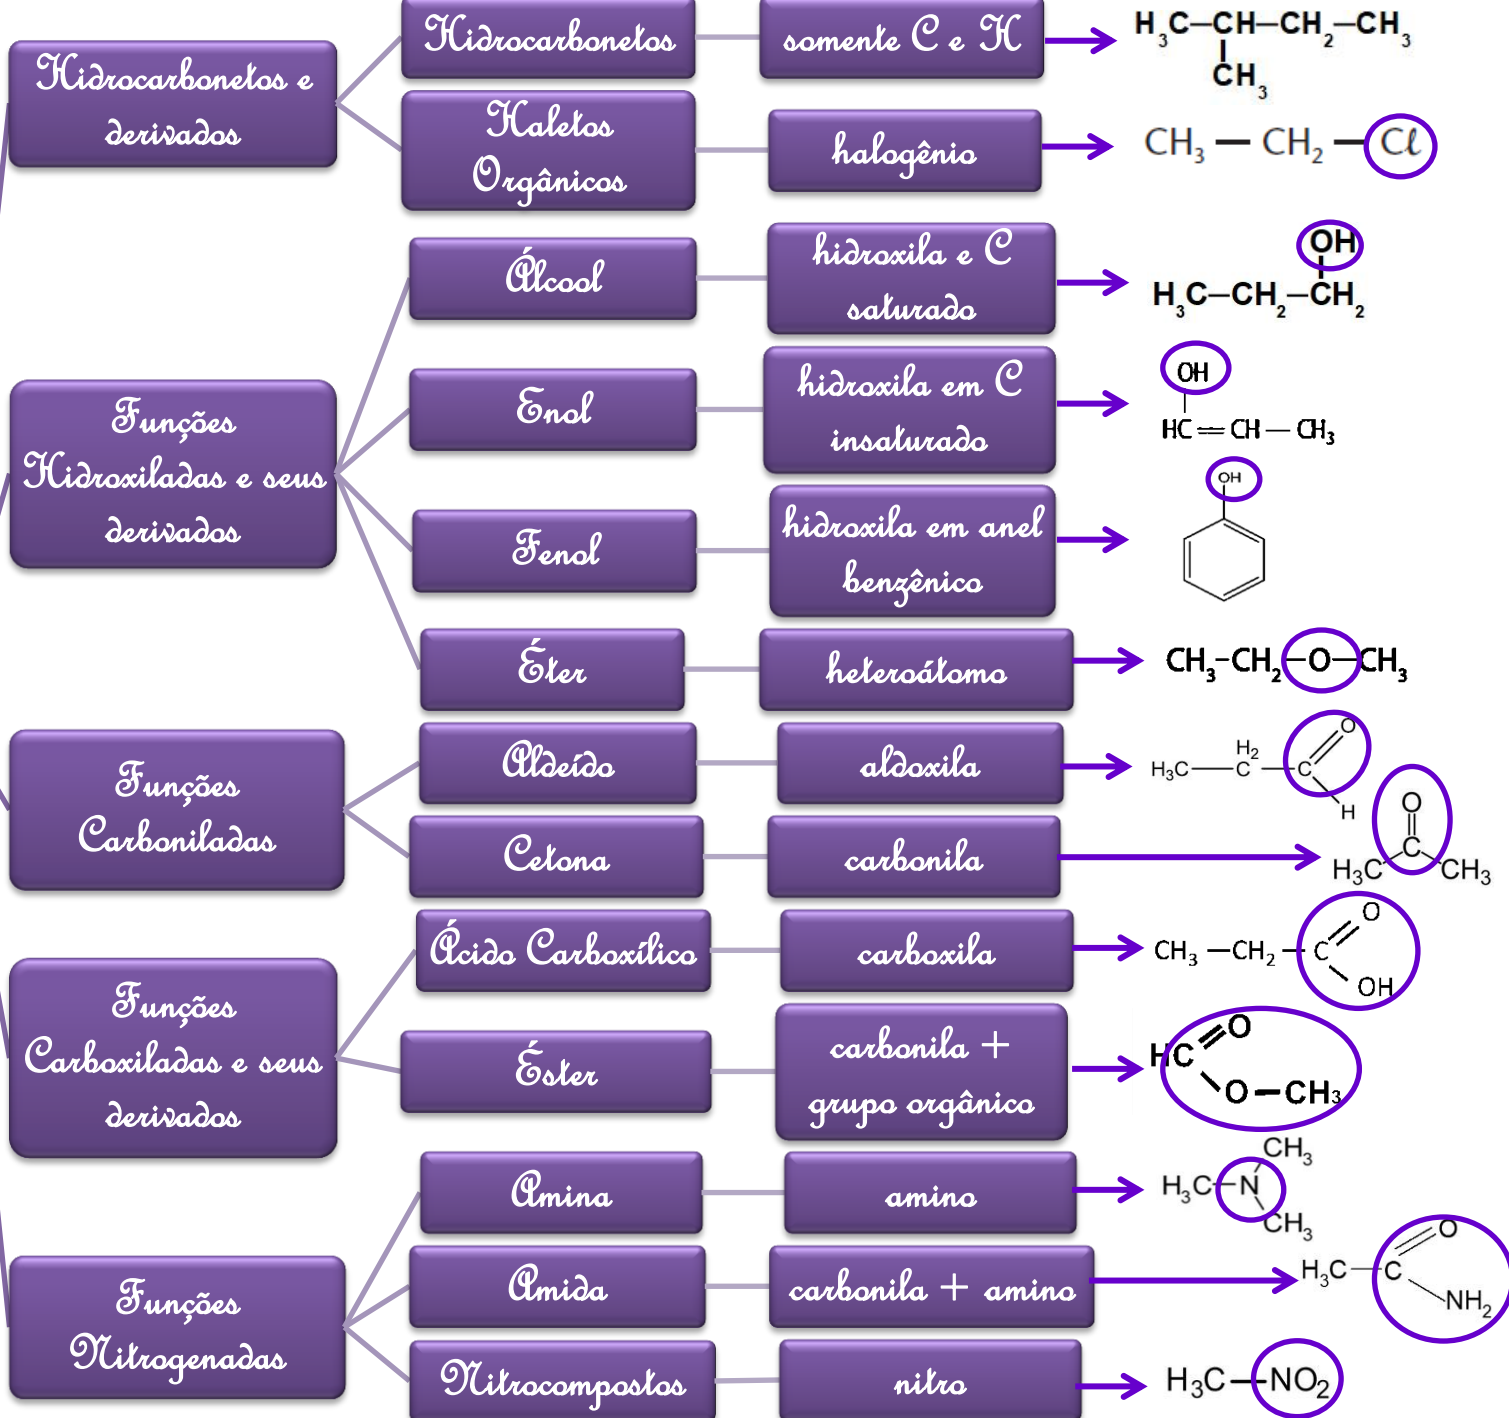 Hidrocarbonetos e
derivados
Hidrocarbonetos
somente C e H
H3C–CH–CH2–CH3
CH3
Haletos
Orgânicos
halogênio
CH3 — CH2 — Cl
Funções
Hidroxiladas e seus
derivados
Álcool
hidroxila e C
saturado
OH
H3C–CH2–CH2
Enol
hidroxila em C
insaturado
OH
HC=CH–CH3
Fenol
hidroxila em anel
benzênico
OH
Éter
heteroátomo
CH3–CH2–O–CH3
Funções
Carboniladas
Aldeído
aldoxila
O
H2
H3C—C—C
H
Cetona
carbonila
O
C
H3C CH3
Funções
Carboxiladas e seus
derivados
Ácido Carboxílico
carboxila
O
CH3 —CH2 —C
OH
Éster
carbonila +
grupo orgânico
O
HC
O–CH3
Funções
Nitrogenadas
Amina
amino
CH3
H3C–N
CH3
Amida
carbonila + amino
O
H3C—C
NH2
Nitrocompostos
nitro
H3C—NO2